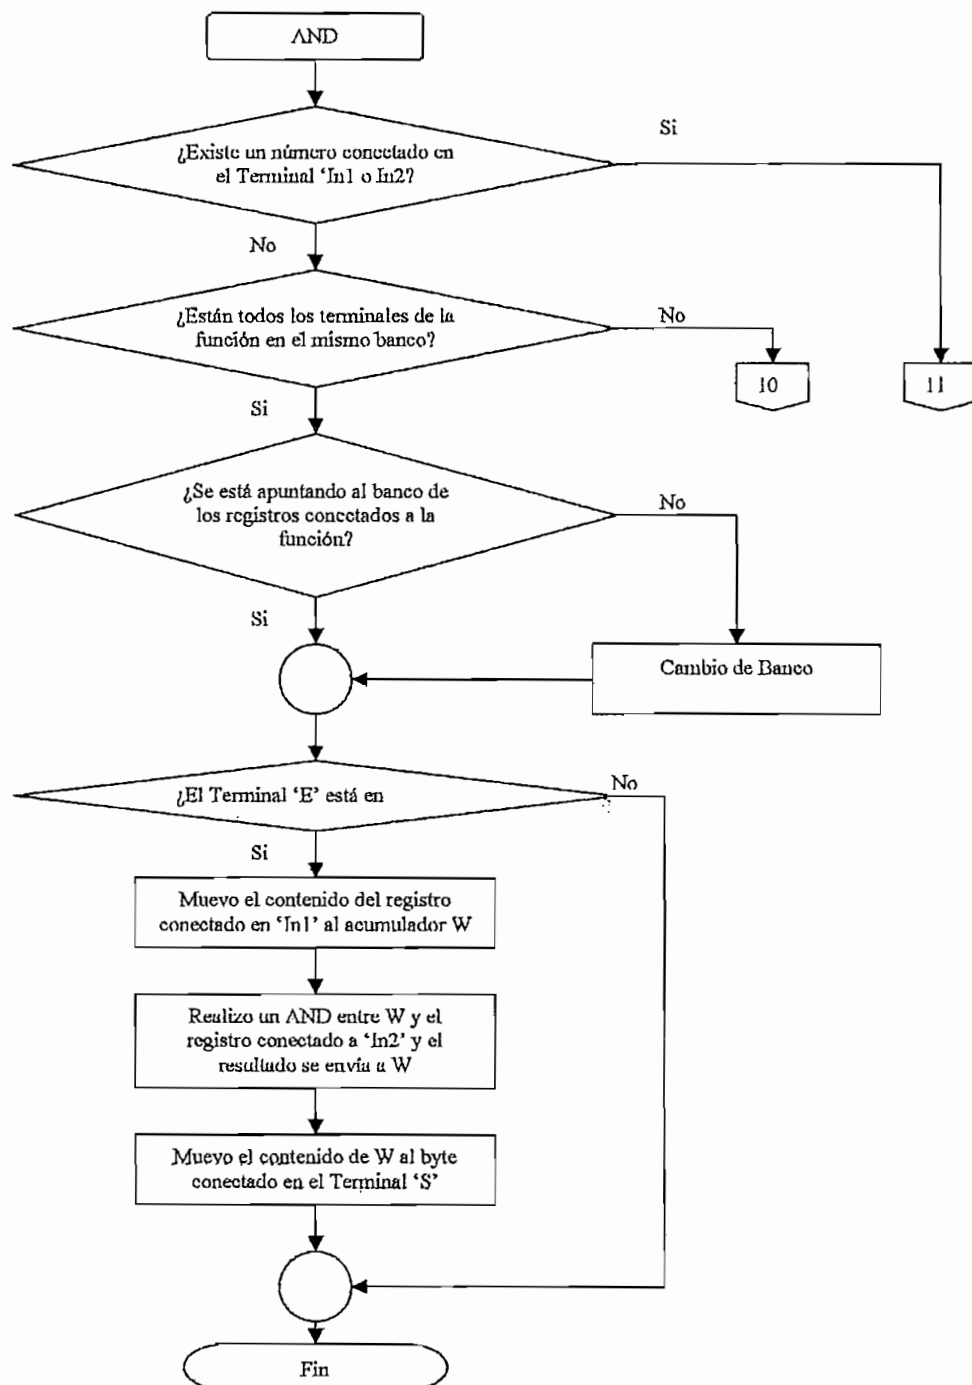 AND
¿Existe un número conectado en
el Terminal ‘In1 o In2?
Si
No
¿Están todos los terminales de la
función en el mismo banco?
No
10
11
Si
¿Se está apuntando al banco de
los registros conectados a la
función?
No
Si
Cambio de Banco
¿El Terminal ‘E’ está en
No
Si
Muevo el contenido del registro
conectado en ‘In1’ al acumulador W
Realizo un AND entre W y el
registro conectado a ‘In2’ y el
resultado se envía a W
Muevo el contenido de W al byte
conectado en el Terminal ‘S’
Fin